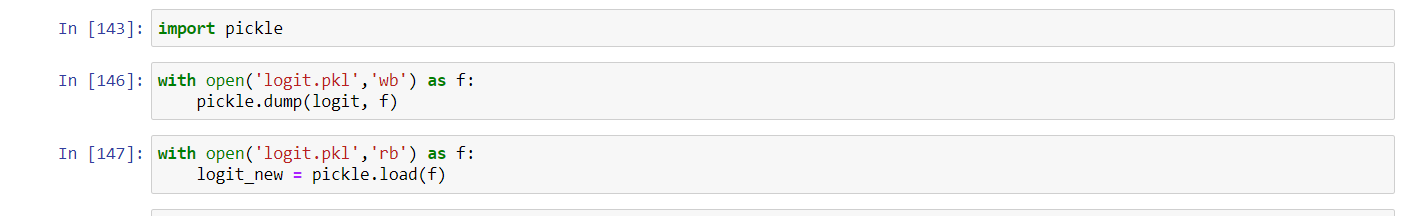 In [143]: import pickle
In [146]: with open('logit.pkl','wb') as f:
    pickle.dump(logit, f)
In [147]: with open('logit.pkl','rb') as f:
    logit_new = pickle.load(f)